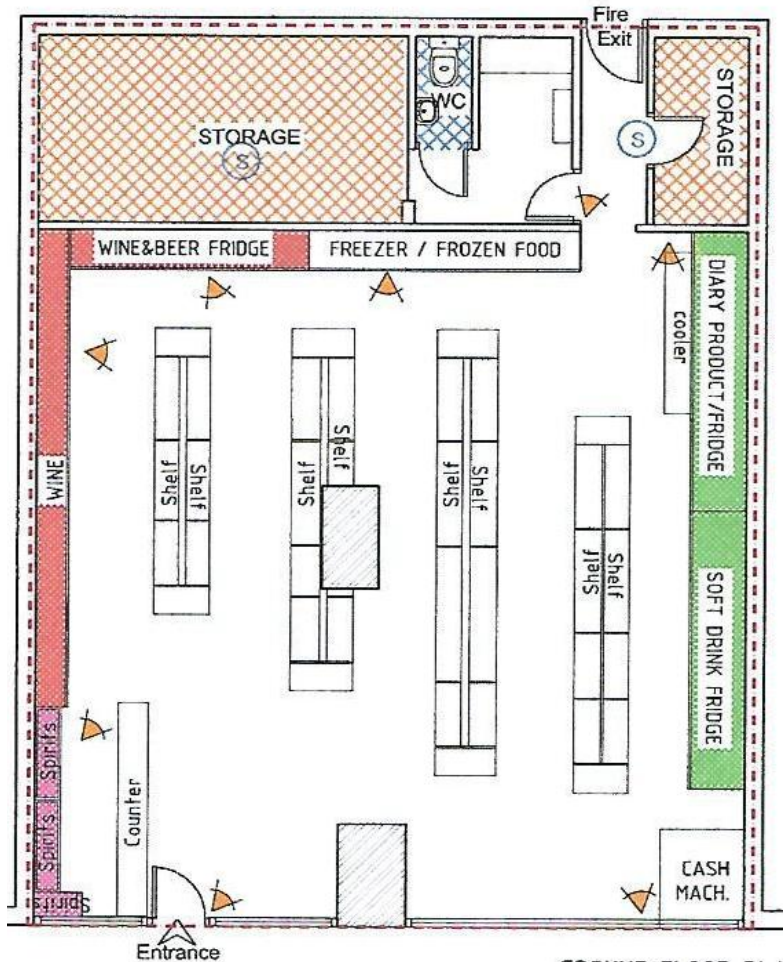 Fire
Exit
STORAGE
S
WC
S
STORAGE
WINE&BEER FRIDGE
FREEZER / FROZEN FOOD
DIARY PRODUCT/FRIDGE
cooler
WINE
Shelf
Shelf
Shelf
Shelf
Shelf
Shelf
Shelf
Shelf
SOFT DRINK FRIDGE
Spirits
Spirits
Spirits
Counter
CASH
MACH.
Entrance